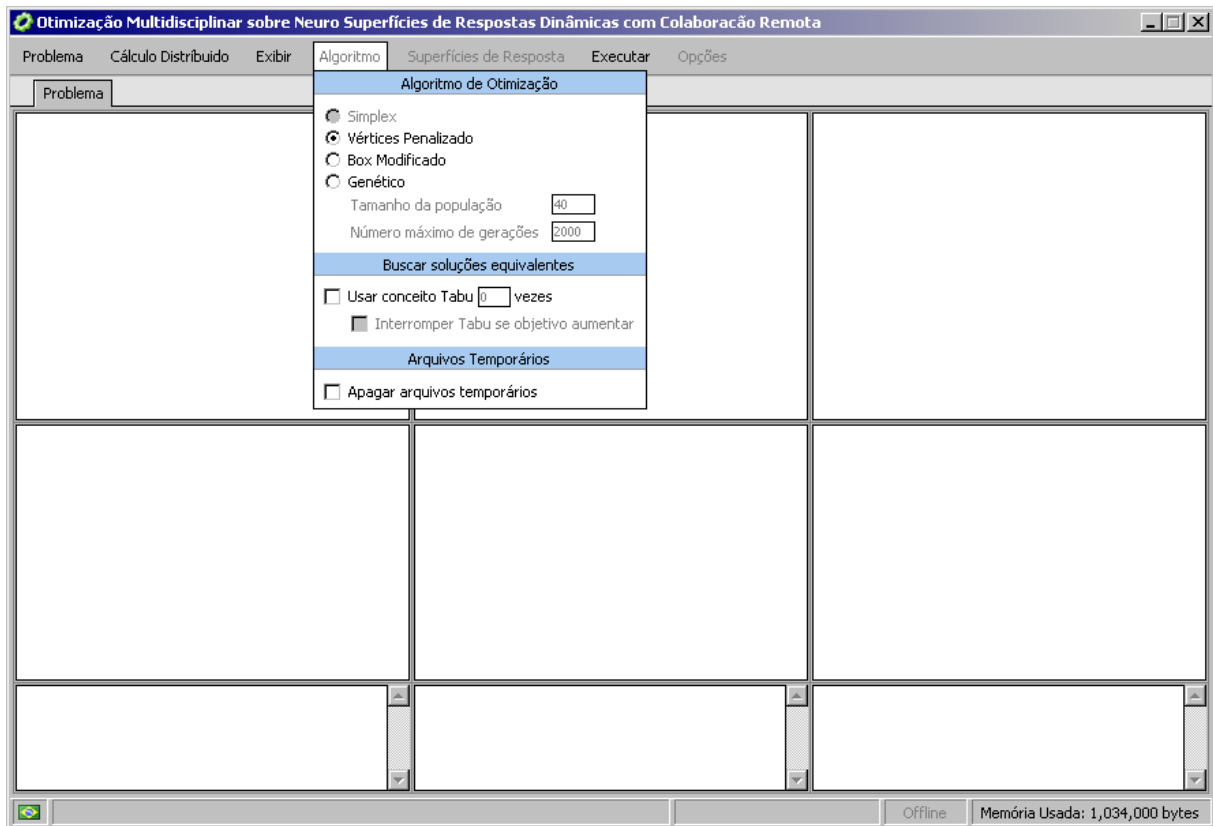 Otimização Multidisciplinar sobre Neuro Superfícies de Respostas Dinâmicas com Colaboracão Remota
Problema Cálculo Distríbuido Exibir Algoritmo Superfícies de Resposta Executar Opções
Problema
Algoritmo de Otimização
Simplex
Vértices Penalizado
Box Modificado
Genético
Tamanho da população 40
Número máximo de gerações 2000
Buscar soluções equivalentes
Usar conceito Tabu 0 vezes
Interromper Tabu se objetivo aumentar
Arquivos Temporários
Apagar arquivos temporários
Offline Memória Usada: 1,034,000 bytes